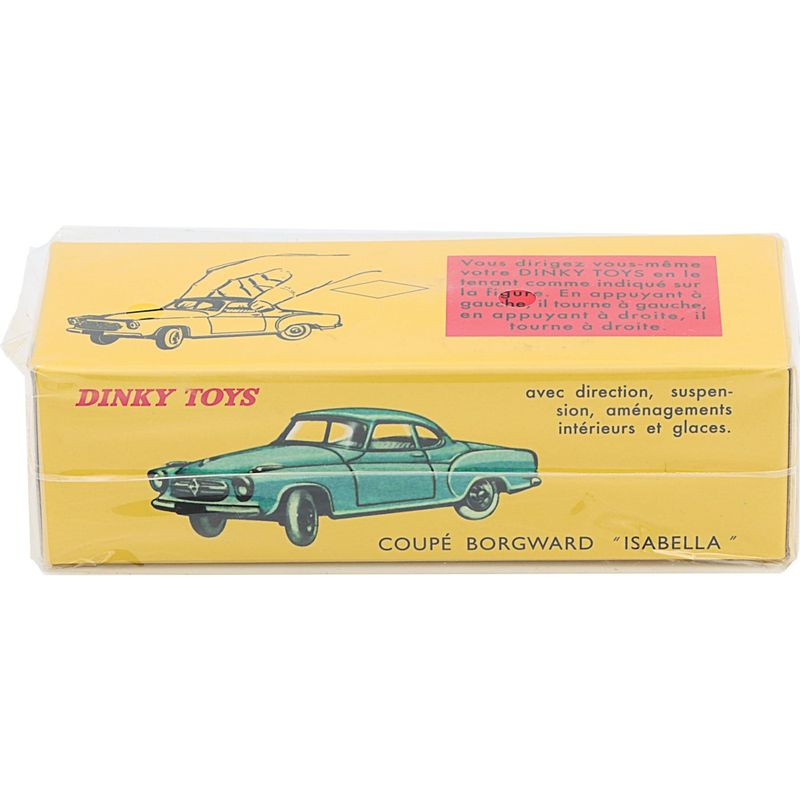 Vous dirigez vous-même
votre DINKY TOYS en le
tenant comme indiqué sur
la figure. En appuyant à
gauche, il tourne à gauche,
en appuyant à droite, il
tourne à droite.
DINKY TOYS
avec direction, suspen-
sion, aménagements
intérieurs et glaces.
COUPÉ BORGWARD "ISABELLA"